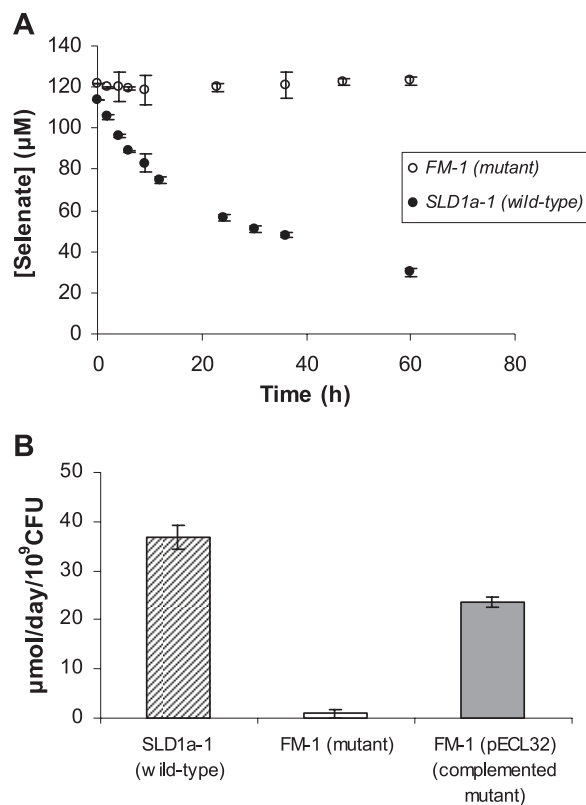 A
[Selenate] (µM)
140
120
100
80
60
40
20
0
0
20
40
60
80
Time (h)
FM-1 (mutant)
SLD1a-1 (wild-type)
B
µmol/day/10⁹CFU
50
40
30
20
10
0
SLD1a-1
(wild-type)
FM-1 (mutant)
FM-1 (pECL32)
(complemented
mutant)